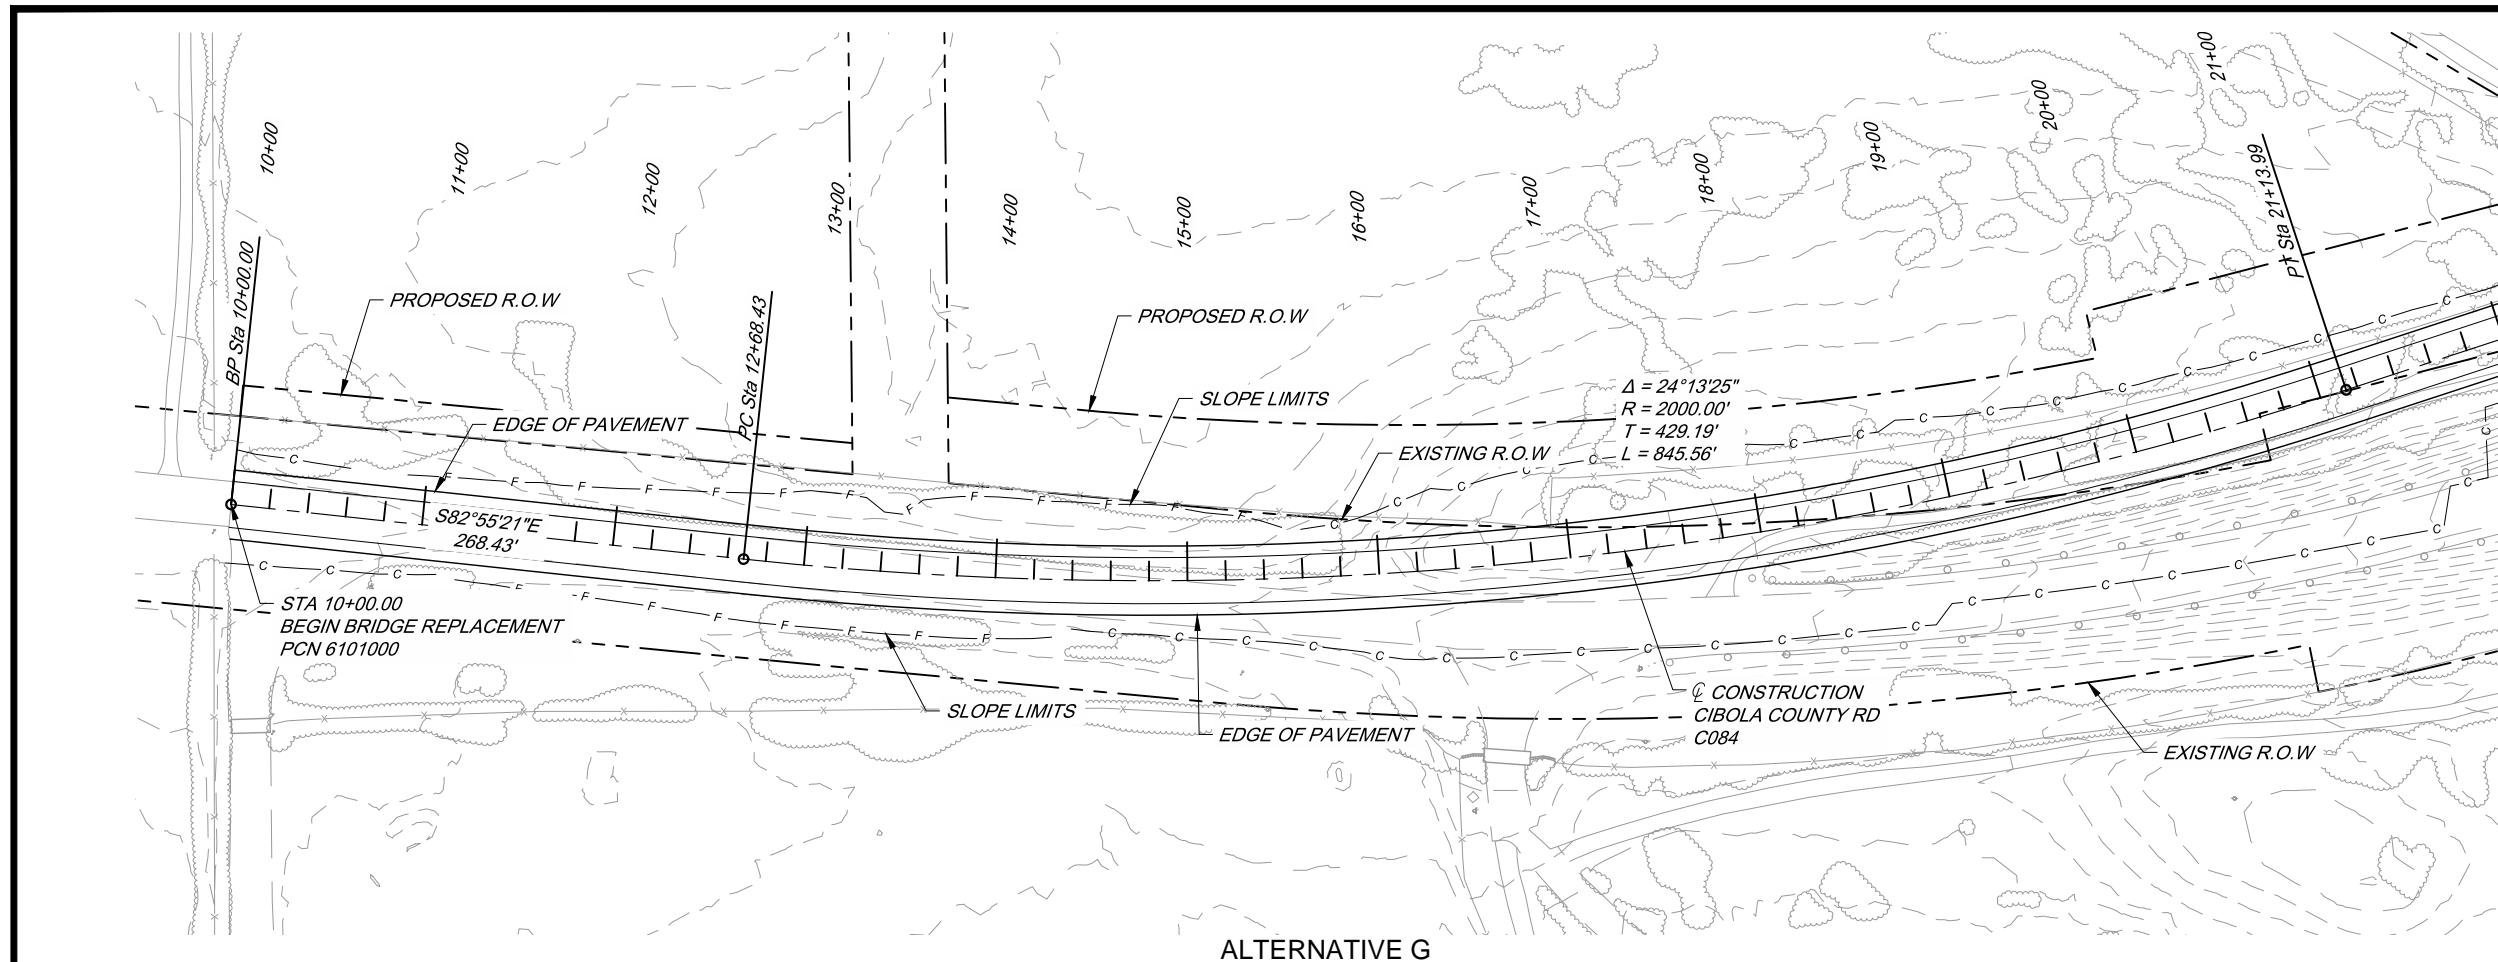 10+00
11+00
12+00
13+00
14+00
15+00
16+00
17+00
18+00
19+00
20+00
21+00
BP Sta 10+00.00
PC Sta 12+68.43
PT Sta 21+13.99
PROPOSED R.O.W
PROPOSED R.O.W
EDGE OF PAVEMENT
SLOPE LIMITS
EXISTING R.O.W
Δ = 24°13'25"
R = 2000.00'
T = 429.19'
L = 845.56'
S82°55'21"E
268.43'
STA 10+00.00
BEGIN BRIDGE REPLACEMENT
PCN 6101000
SLOPE LIMITS
EDGE OF PAVEMENT
℄ CONSTRUCTION
CIBOLA COUNTY RD
C084
EXISTING R.O.W
ALTERNATIVE G